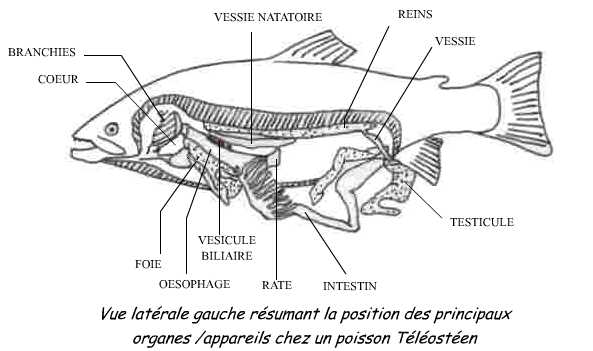 VESSIE NATATOIRE
REINS
VESSIE
BRANCHIES
COEUR
TESTICULE
VESICULE
BILIAIRE
FOIE
OESOPHAGE
RATE
INTESTIN
Vue latérale gauche résumant la position des principaux
organes /appareils chez un poisson Téléostéen